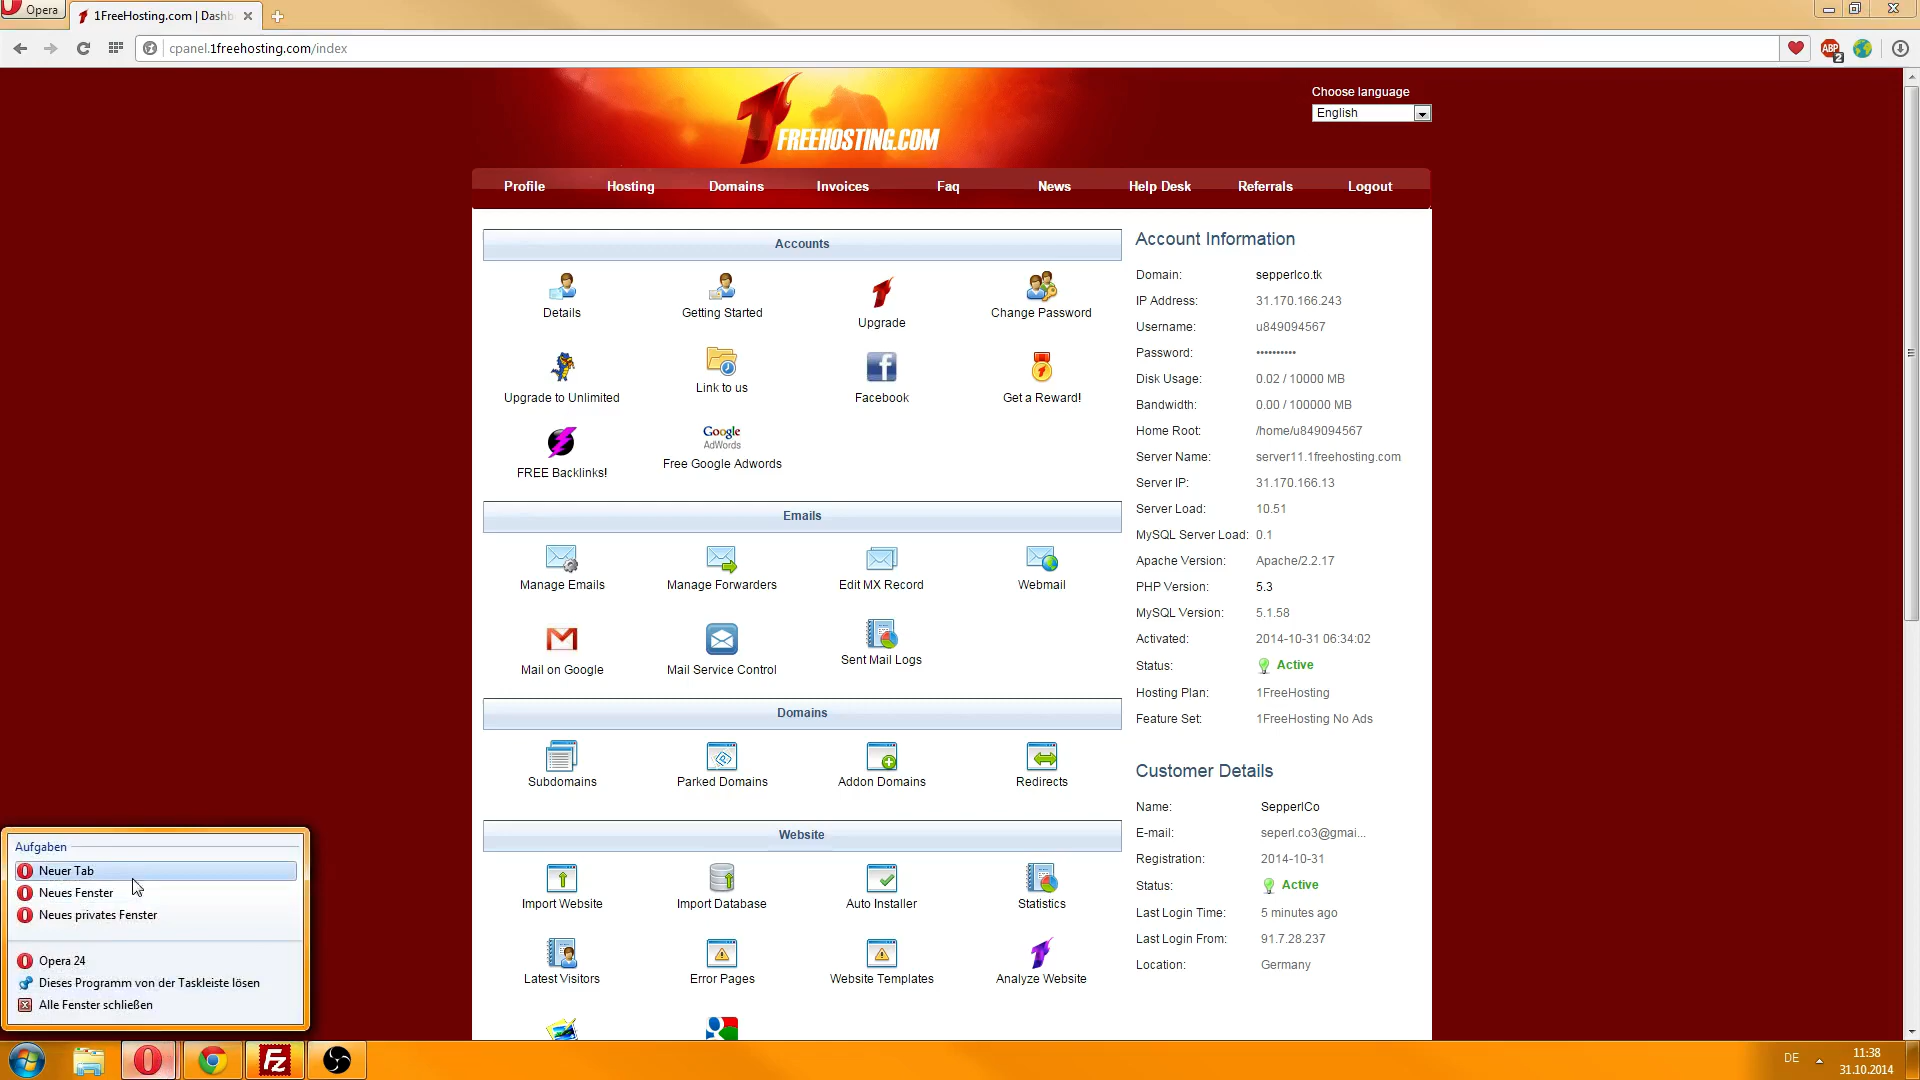 Opera
1FreeHosting.com | Dashb
cpanel.1freehosting.com/index
ABP
2
1FREEHOSTING.COM
Choose language
English
Profile
Hosting
Domains
Invoices
Faq
News
Help Desk
Referrals
Logout
Accounts
Details
Getting Started
Upgrade
Change Password
Upgrade to Unlimited
Link to us
Facebook
Get a Reward!
FREE Backlinks!
Google
AdWords
Free Google Adwords
Emails
Manage Emails
Manage Forwarders
Edit MX Record
Webmail
Mail on Google
Mail Service Control
Sent Mail Logs
Domains
Subdomains
Parked Domains
Addon Domains
Redirects
Website
Import Website
Import Database
Auto Installer
Statistics
Latest Visitors
Error Pages
Website Templates
Analyze Website
Account Information
Domain: sepperlco.tk
IP Address: 31.170.166.243
Username: u849094567
Password: ••••••••••
Disk Usage: 0.02 / 10000 MB
Bandwidth: 0.00 / 100000 MB
Home Root: /home/u849094567
Server Name: server11.1freehosting.com
Server IP: 31.170.166.13
Server Load: 10.51
MySQL Server Load: 0.1
Apache Version: Apache/2.2.17
PHP Version: 5.3
MySQL Version: 5.1.58
Activated: 2014-10-31 06:34:02
Status: Active
Hosting Plan: 1FreeHosting
Feature Set: 1FreeHosting No Ads
Customer Details
Name: SepperlCo
E-mail: seperl.co3@gmai...
Registration: 2014-10-31
Status: Active
Last Login Time: 5 minutes ago
Last Login From: 91.7.28.237
Location: Germany
Aufgaben
Neuer Tab
Neues Fenster
Neues privates Fenster
Opera 24
Dieses Programm von der Taskleiste lösen
Alle Fenster schließen
Fz
DE
11:38
31.10.2014